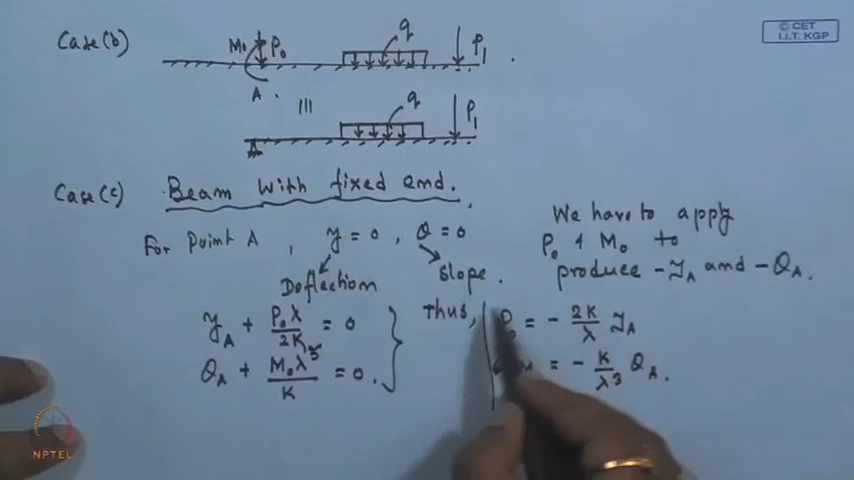 © CET
I.I.T. KGP
Case(b)
M₀ P₀ q P₁
A
q P₁
A
Case(c) Beam with fixed end.
For Point A, y = 0, θ = 0
Deflection slope.
We have to apply
P₀ & M₀ to
produce -y_A and -θ_A.
y_A + P₀λ/2K = 0
θ_A + M₀λ³/K = 0.
Thus,
P₀ = - 2K/λ y_A
= - K/λ³ θ_A.
NPTEL